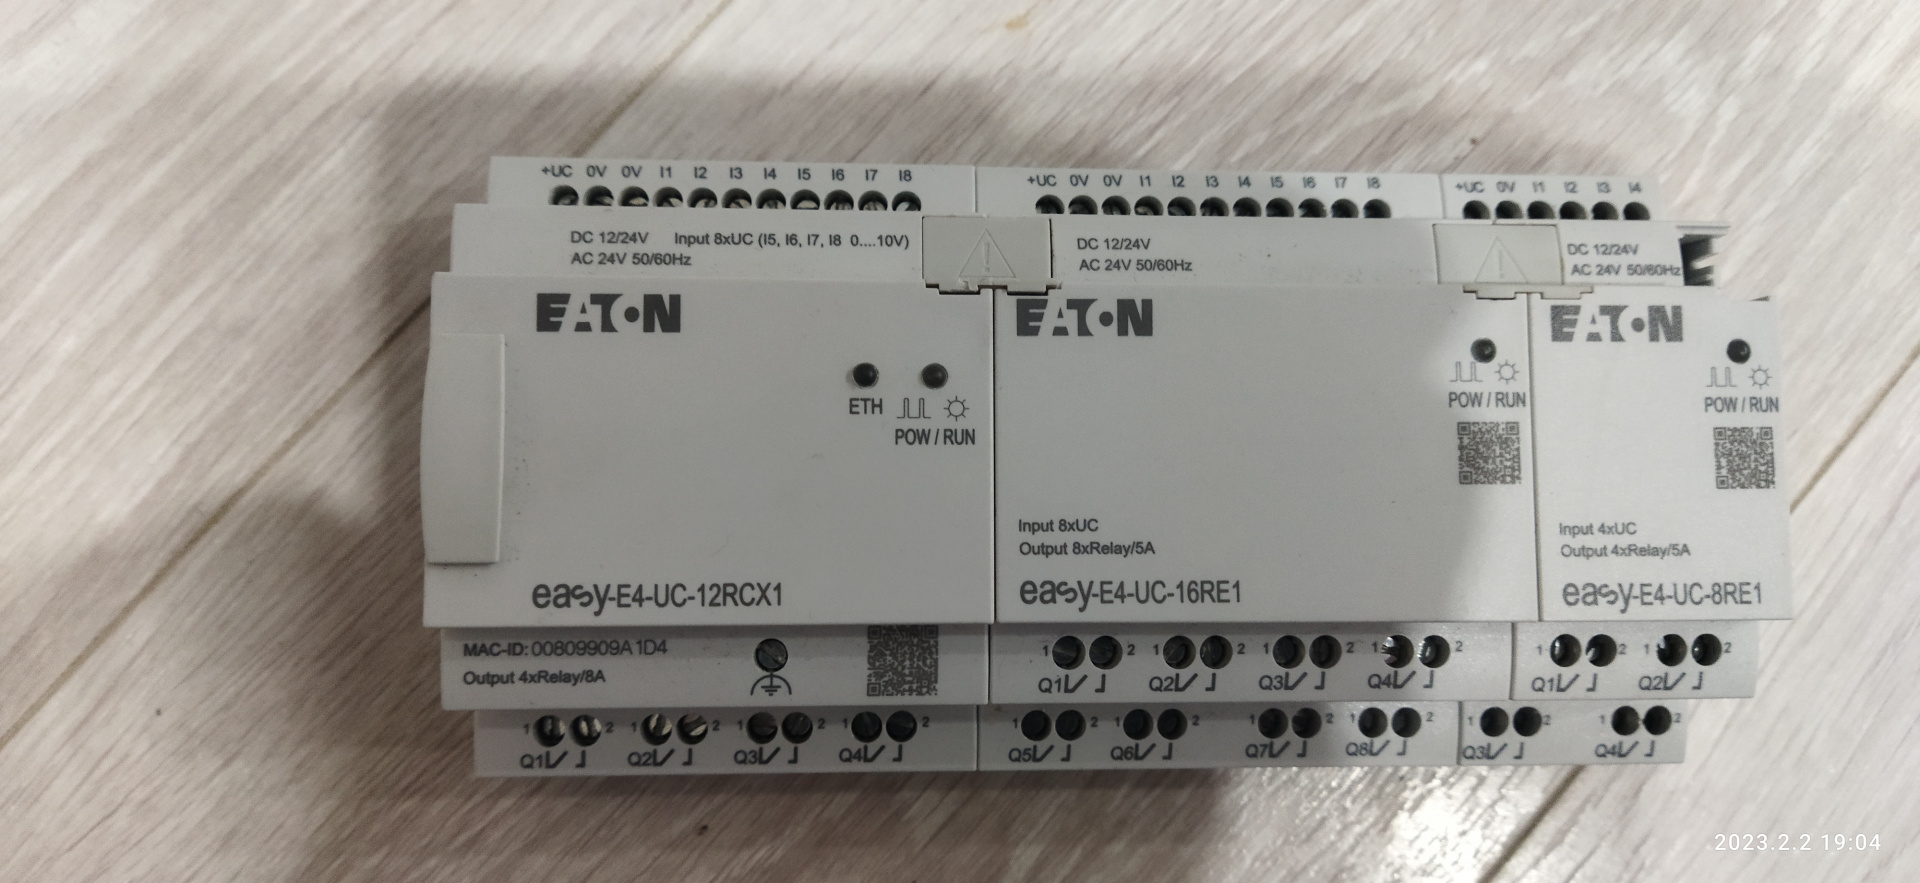 +UC 0V 0V I1 I2 I3 I4 I5 I6 I7 I8
+UC 0V 0V I1 I2 I3 I4 I5 I6 I7 I8
+UC 0V I1 I2 I3 I4
DC 12/24V Input 8xUC (I5, I6, I7, I8 0....10V)
AC 24V 50/60Hz
DC 12/24V
AC 24V 50/60Hz
DC 12/24V
AC 24V 50/60Hz
EATON
ETH
POW / RUN
easy-E4-UC-12RCX1
MAC-ID: 00809909A1D4
Output 4xRelay/8A
1 2 1 2 1 2 1 2
Q1 Q2 Q3 Q4
EATON
POW / RUN
Input 8xUC
Output 8xRelay/5A
easy-E4-UC-16RE1
1 2 1 2 1 2 1 2
Q1 Q2 Q3 Q4
1 2 1 2 1 2 1 2
Q5 Q6 Q7 Q8
EATON
POW / RUN
Input 4xUC
Output 4xRelay/5A
easy-E4-UC-8RE1
1 2 1 2
Q1 Q2
1 2 1 2
Q3 Q4
2023.2.2 19:04